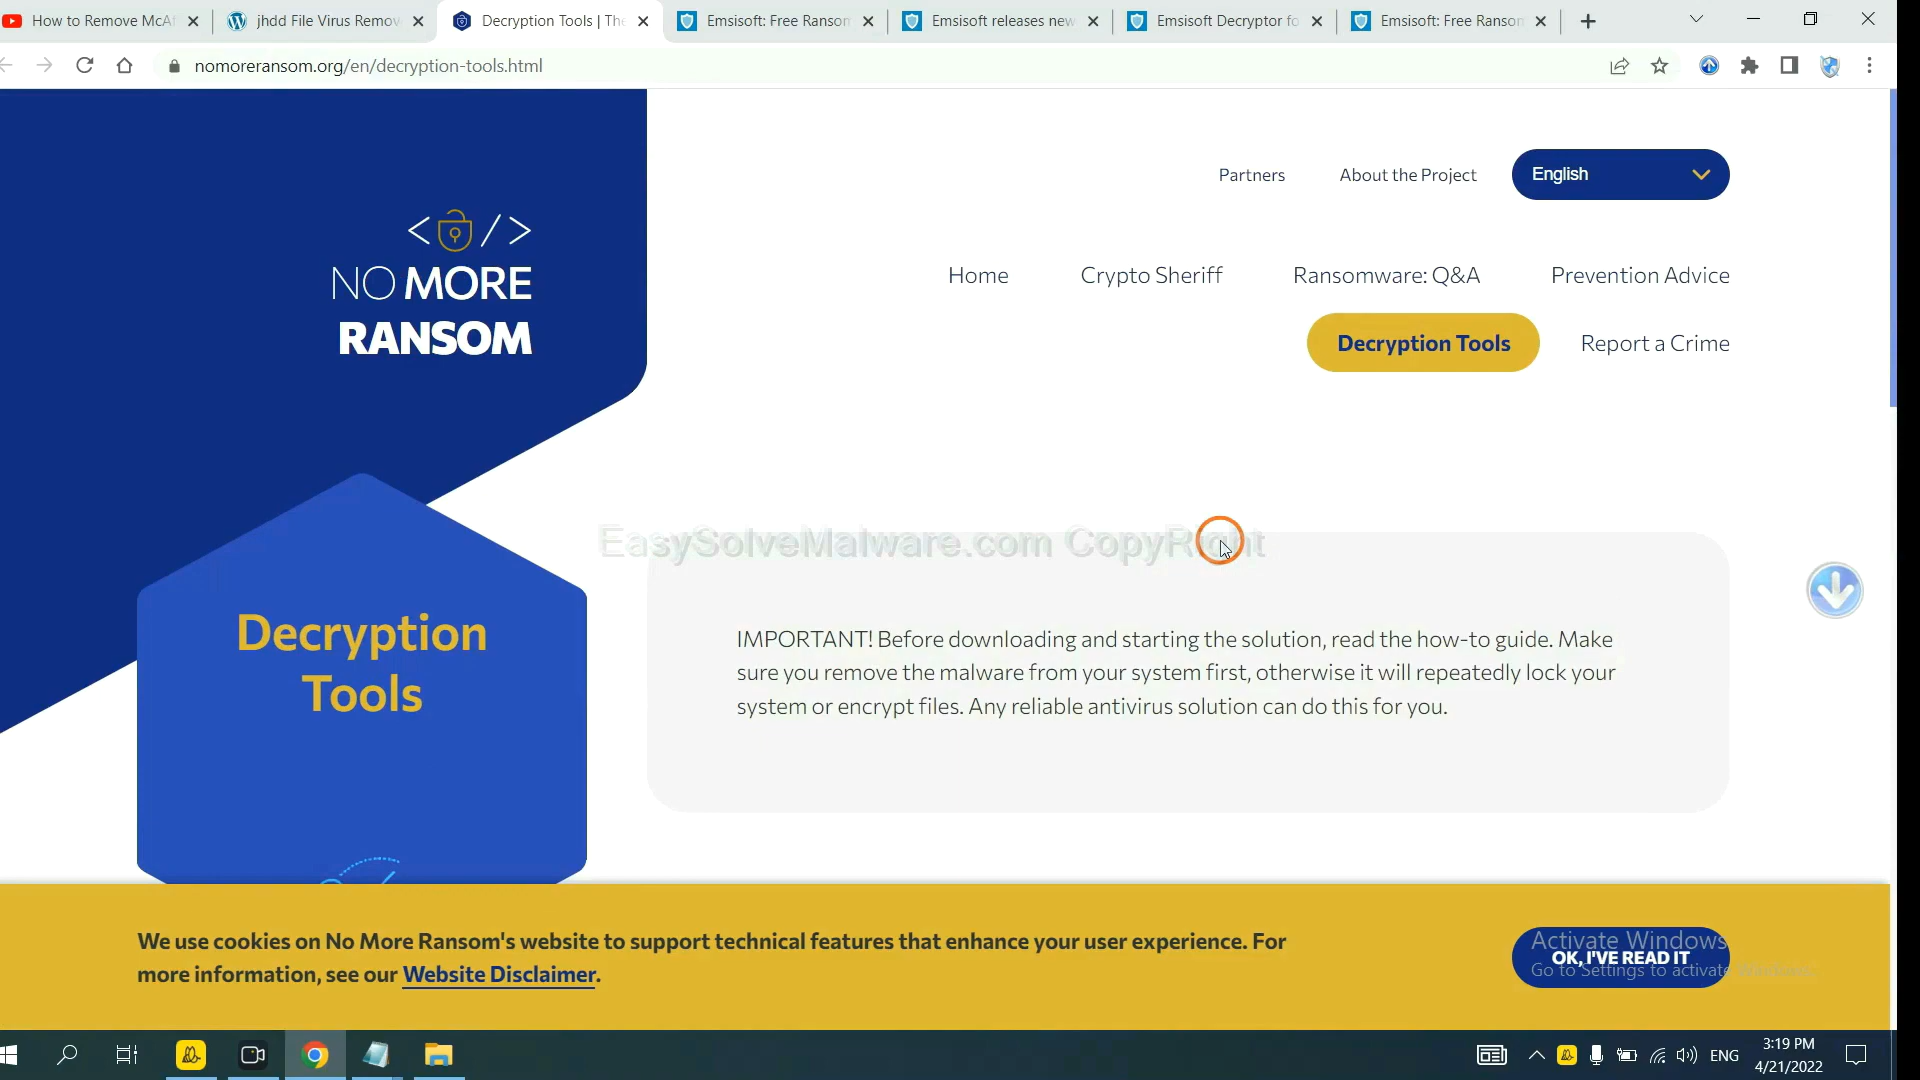 How to Remove McA
jhdd File Virus Remov
Decryption Tools | The
Emsisoft: Free Ransom
Emsisoft releases new
Emsisoft Decryptor fo
Emsisoft: Free Ransom
nomoreransom.org/en/decryption-tools.html
Partners
About the Project
English
NO MORE
RANSOM
Home
Crypto Sheriff
Ransomware: Q&A
Prevention Advice
Decryption Tools
Report a Crime
EasySolveMalware.com CopyRight
Decryption
Tools
IMPORTANT! Before downloading and starting the solution, read the how-to guide. Make
sure you remove the malware from your system first, otherwise it will repeatedly lock your
system or encrypt files. Any reliable antivirus solution can do this for you.
We use cookies on No More Ransom's website to support technical features that enhance your user experience. For
more information, see our Website Disclaimer.
Activate Windows
OK, I'VE READ IT
Go to Settings to activate Windows.
ENG
3:19 PM
4/21/2022